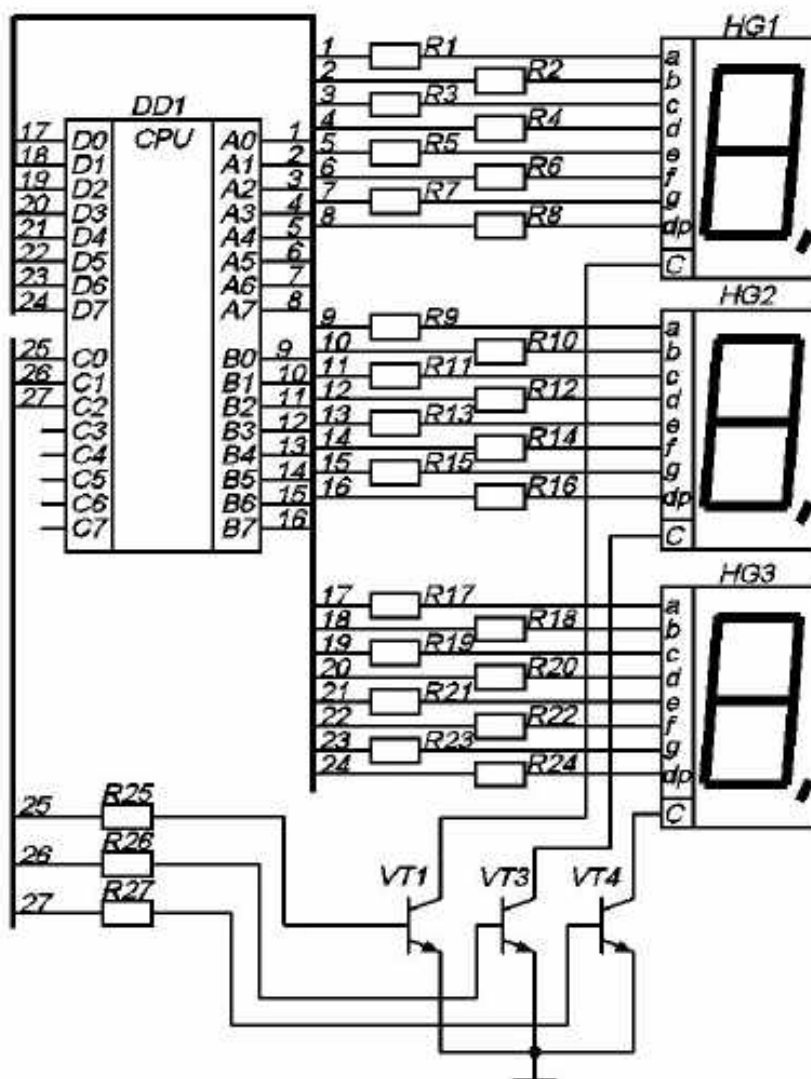 HG1
1 R1 a
2 R2 b
3 R3 c
4 R4 d
5 R5 e
6 R6 f
7 R7 g
8 R8 dp
C
DD1
CPU
17 D0 A0 1
18 D1 A1 2
19 D2 A2 3
20 D3 A3 4
21 D4 A4 5
22 D5 A5 6
23 D6 A6 7
24 D7 A7 8
25 C0 B0 9
26 C1 B1 10
27 C2 B2 11
C3 B3 12
C4 B4 13
C5 B5 14
C6 B6 15
C7 B7 16
HG2
9 R9 a
10 R10 b
11 R11 c
12 R12 d
13 R13 e
14 R14 f
15 R15 g
16 R16 dp
C
HG3
17 R17 a
18 R18 b
19 R19 c
20 R20 d
21 R21 e
22 R22 f
23 R23 g
24 R24 dp
C
25 R25
26 R26
27 R27
VT1 VT3 VT4